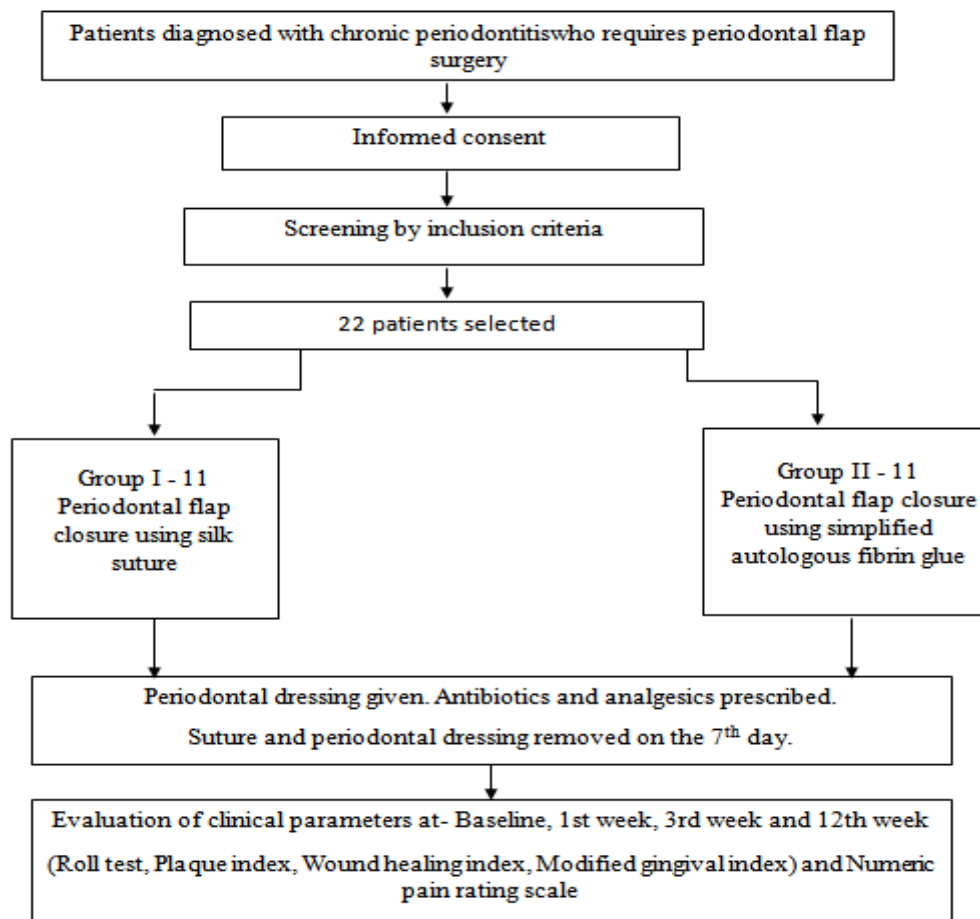 Patients diagnosed with chronic periodontitiswho requires periodontal flap
surgery
Informed consent
Screening by inclusion criteria
22 patients selected
Group I - 11
Periodontal flap
closure using silk
suture
Group II - 11
Periodontal flap closure
using simplified
autologous fibrin glue
Periodontal dressing given. Antibiotics and analgesics prescribed.
Suture and periodontal dressing removed on the 7th day.
Evaluation of clinical parameters at- Baseline, 1st week, 3rd week and 12th week
(Roll test, Plaque index, Wound healing index, Modified gingival index) and Numeric
pain rating scale